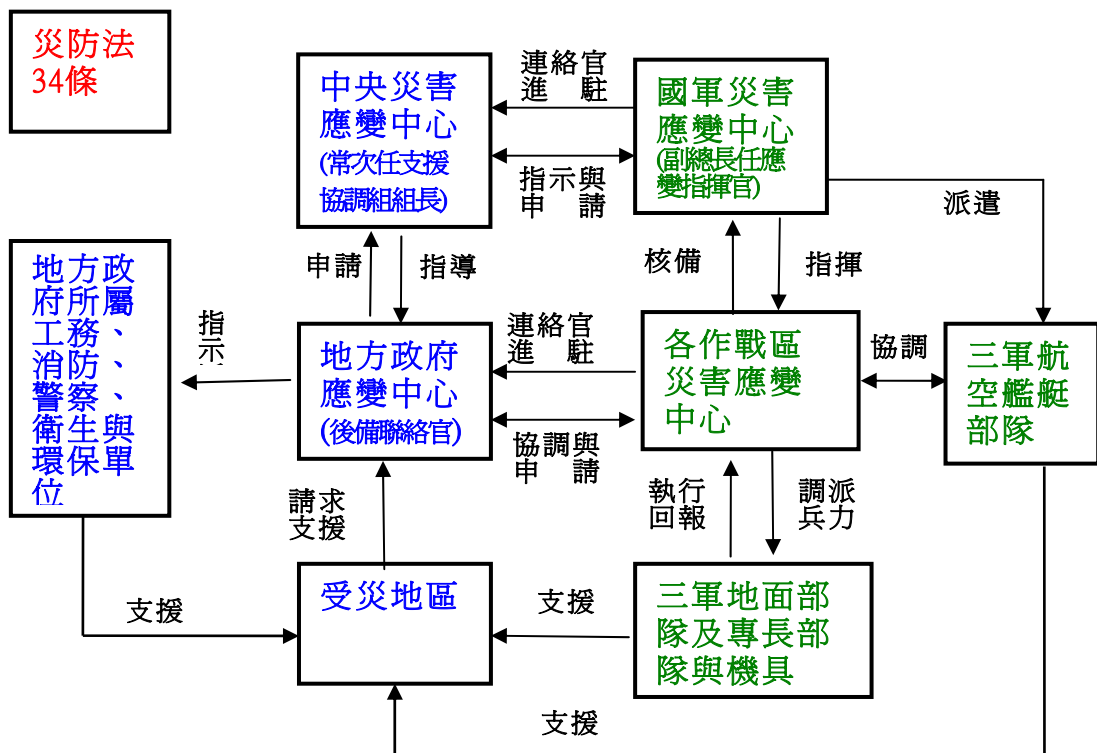 災防法
34條
中央災害
應變中心
(常次任支援
協調組組長)
連絡官
進 駐
指示與
申 請
國軍災害
應變中心
(副總長任應
變指揮官)
派遣
申請
指導
核備
指揮
地方政
府所屬
工務、
消防、
警察、
衛生與
環保單
位
指
示
地方政府
應變中心
(後備聯絡官)
連絡官
進 駐
協調與
申 請
各作戰區
災害應變
中心
協調
三軍航
空艦艇
部隊
請求
支援
執行
回報
調派
兵力
支援
受災地區
支援
三軍地面部
隊及專長部
隊與機具
支援